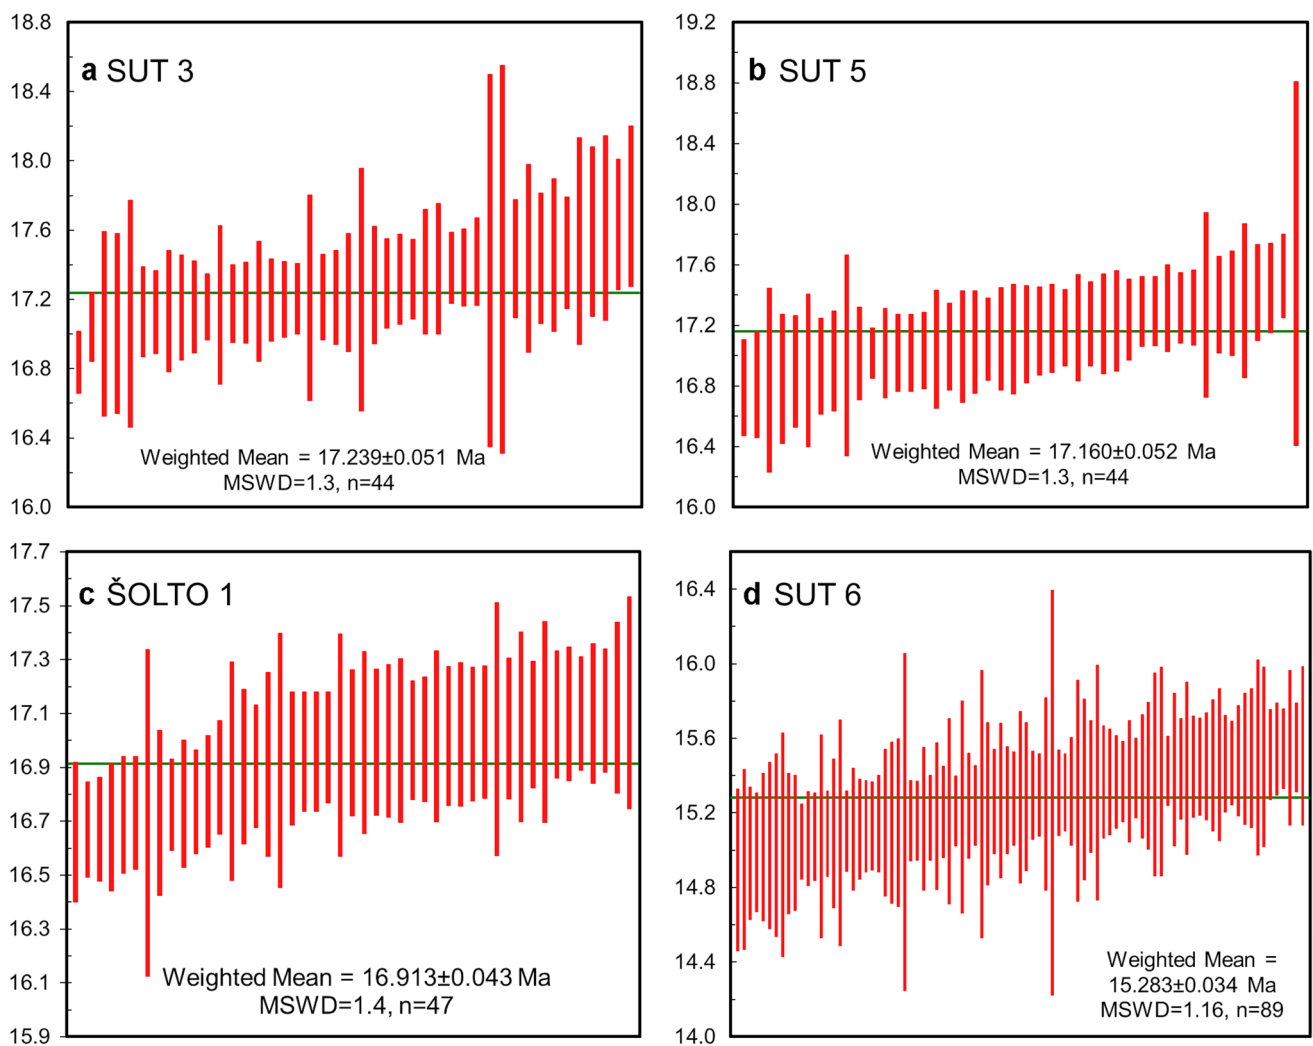 a SUT 3
18.8
18.4
18.0
17.6
17.2
16.8
16.4
16.0
Weighted Mean = 17.239±0.051 Ma
MSWD=1.3, n=44
b SUT 5
19.2
18.8
18.4
18.0
17.6
17.2
16.8
16.4
16.0
Weighted Mean = 17.160±0.052 Ma
MSWD=1.3, n=44
c ŠOLTO 1
17.7
17.5
17.3
17.1
16.9
16.7
16.5
16.3
16.1
15.9
Weighted Mean = 16.913±0.043 Ma
MSWD=1.4, n=47
d SUT 6
16.4
16.0
15.6
15.2
14.8
14.4
14.0
Weighted Mean =
15.283±0.034 Ma
MSWD=1.16, n=89